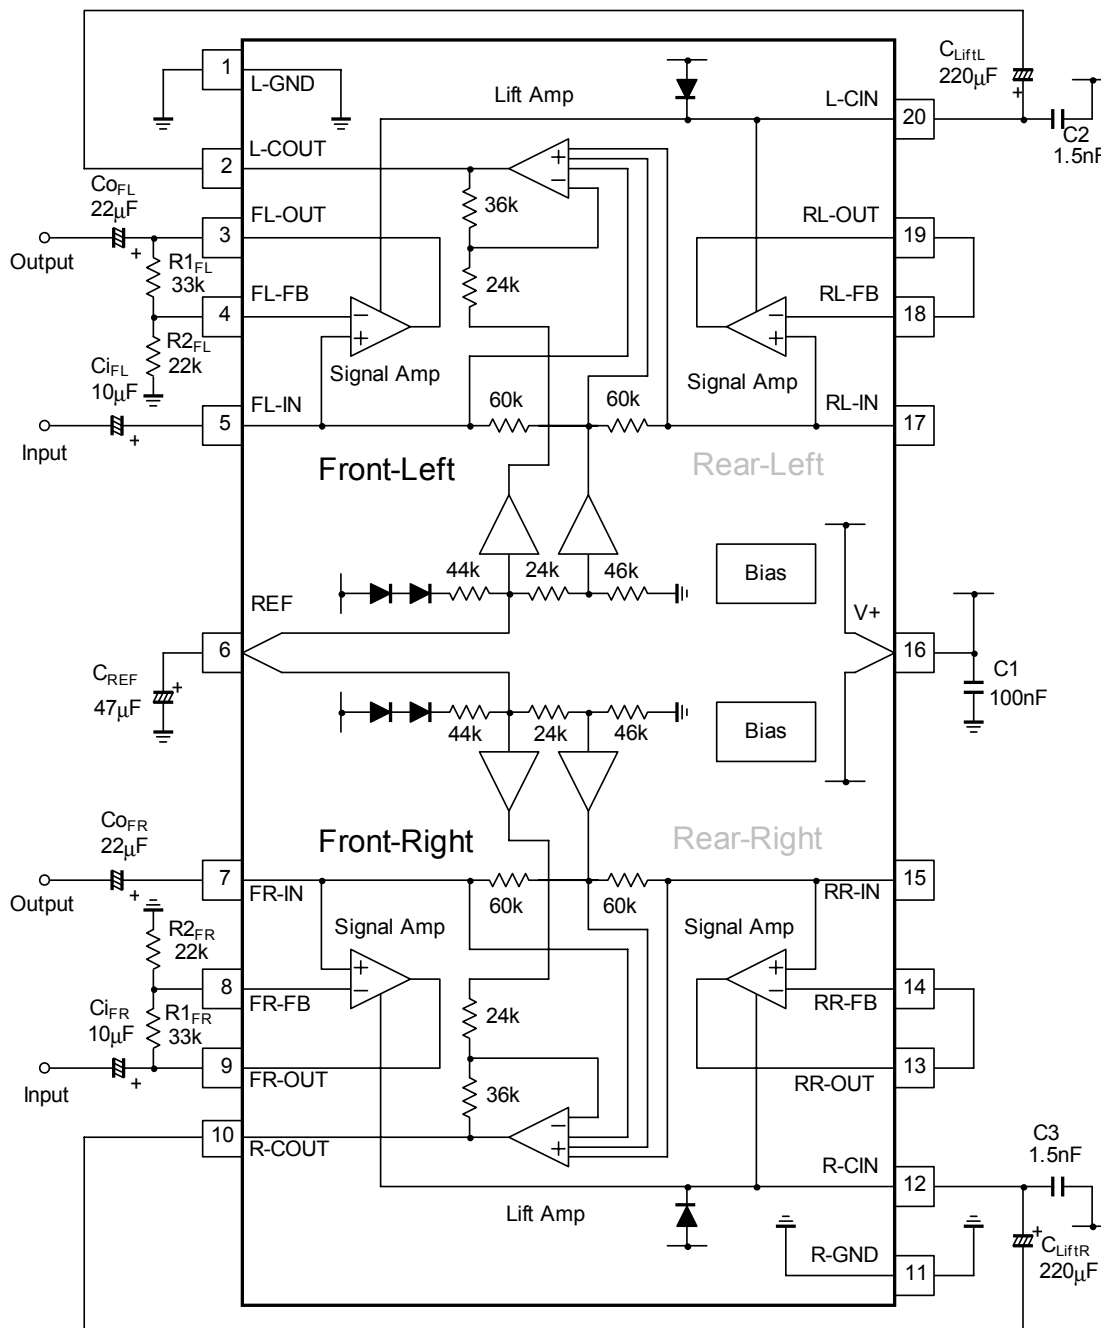 1
L-GND
Lift Amp
C_LiftL
220μF
+
L-CIN
20
C2
1.5nF
2
L-COUT
+
−
36k
Co_FL
22μF
+
Output
3
FL-OUT
RL-OUT
19
R1_FL
33k
24k
4
FL-FB
−
+
RL-FB
−
+
18
R2_FL
22k
Ci_FL
10μF
+
Signal Amp
Signal Amp
Input
5
FL-IN
60k
60k
RL-IN
17
Front-Left
Rear-Left
44k
24k
46k
Bias
REF
V+
6
16
C_REF
+
47μF
C1
100nF
44k
24k
46k
Bias
Front-Right
Rear-Right
Co_FR
22μF
+
Output
7
FR-IN
60k
60k
RR-IN
15
Signal Amp
Signal Amp
R2_FR
22k
+
−
+
−
8
FR-FB
RR-FB
14
Ci_FR
10μF
+
R1_FR
33k
24k
Input
9
FR-OUT
RR-OUT
13
36k
−
+
10
R-COUT
C3
1.5nF
R-CIN
12
Lift Amp
R-GND
11
+
C_LiftR
220μF